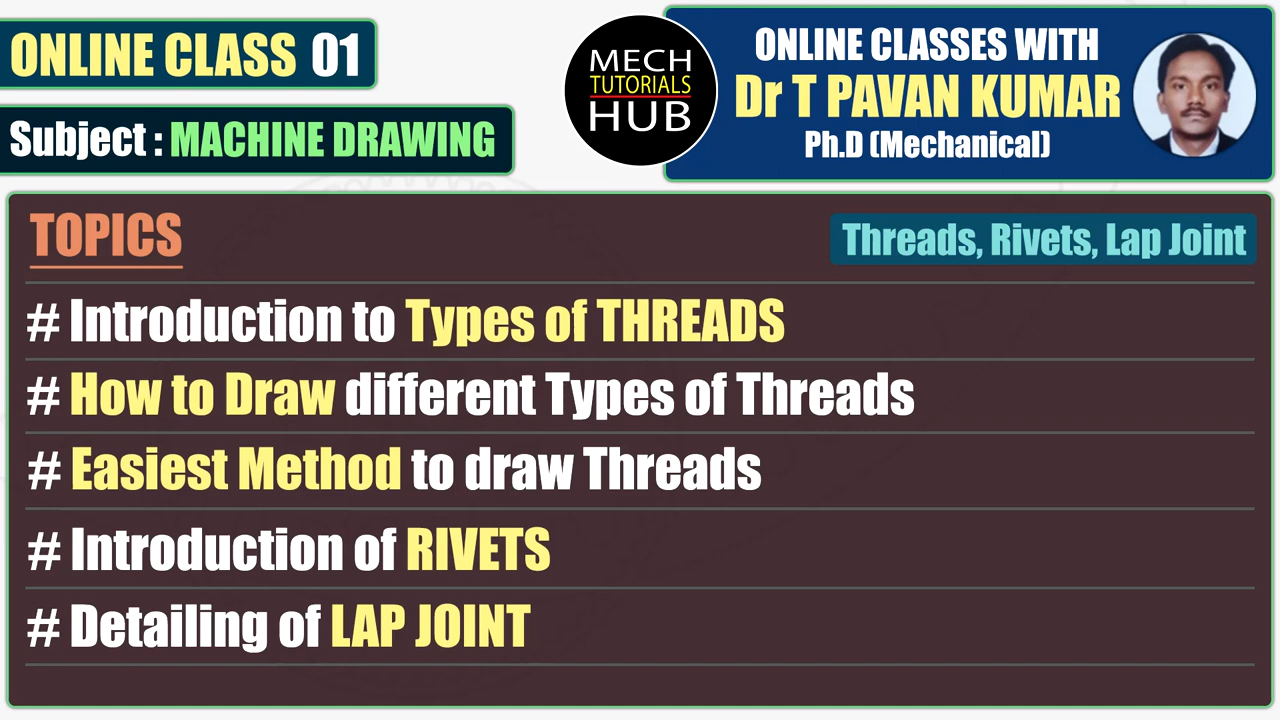 ONLINE CLASS 01
Subject : MACHINE DRAWING
MECH
TUTORIALS
HUB
ONLINE CLASSES WITH
Dr T PAVAN KUMAR
Ph.D (Mechanical)
TOPICS
Threads, Rivets, Lap Joint
# Introduction to Types of THREADS
# How to Draw different Types of Threads
# Easiest Method to draw Threads
# Introduction of RIVETS
# Detailing of LAP JOINT